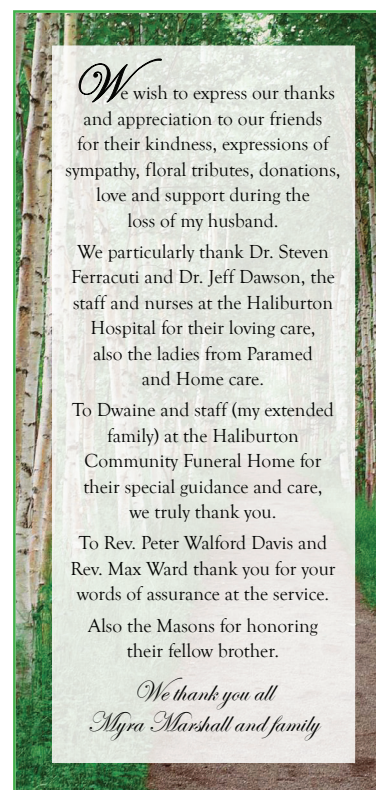 We wish to express our thanks
and appreciation to our friends
for their kindness, expressions of
sympathy, floral tributes, donations,
love and support during the
loss of my husband.
We particularly thank Dr. Steven
Ferracuti and Dr. Jeff Dawson, the
staff and nurses at the Haliburton
Hospital for their loving care,
also the ladies from Paramed
and Home care.
To Dwaine and staff (my extended
family) at the Haliburton
Community Funeral Home for
their special guidance and care,
we truly thank you.
To Rev. Peter Walford Davis and
Rev. Max Ward thank you for your
words of assurance at the service.
Also the Masons for honoring
their fellow brother.
We thank you all
Myra Marshall and family